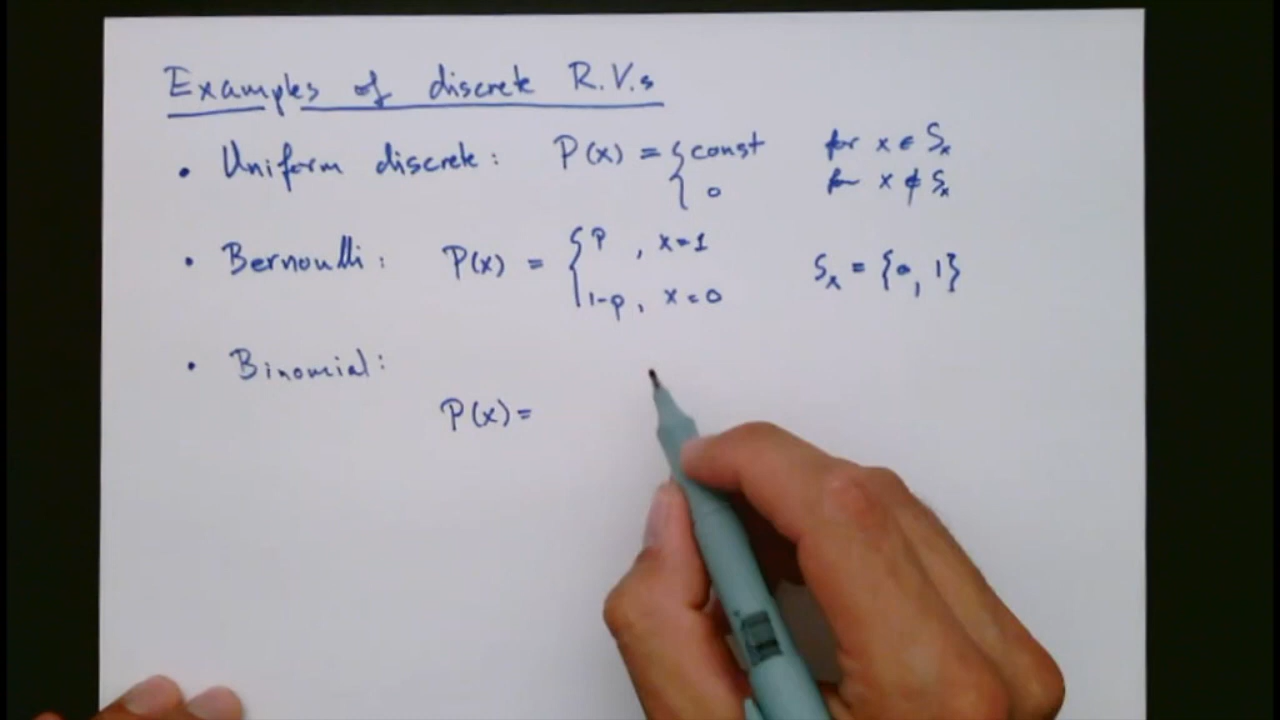 Examples of discrete R.V.s
• Uniform discrete: P(x) = { const for x ∈ Sx
0 for x ∉ Sx
• Bernoulli: P(x) = { p , x = 1 Sx = {0, 1}
1-p , x = 0
• Binomial:
P(x) =